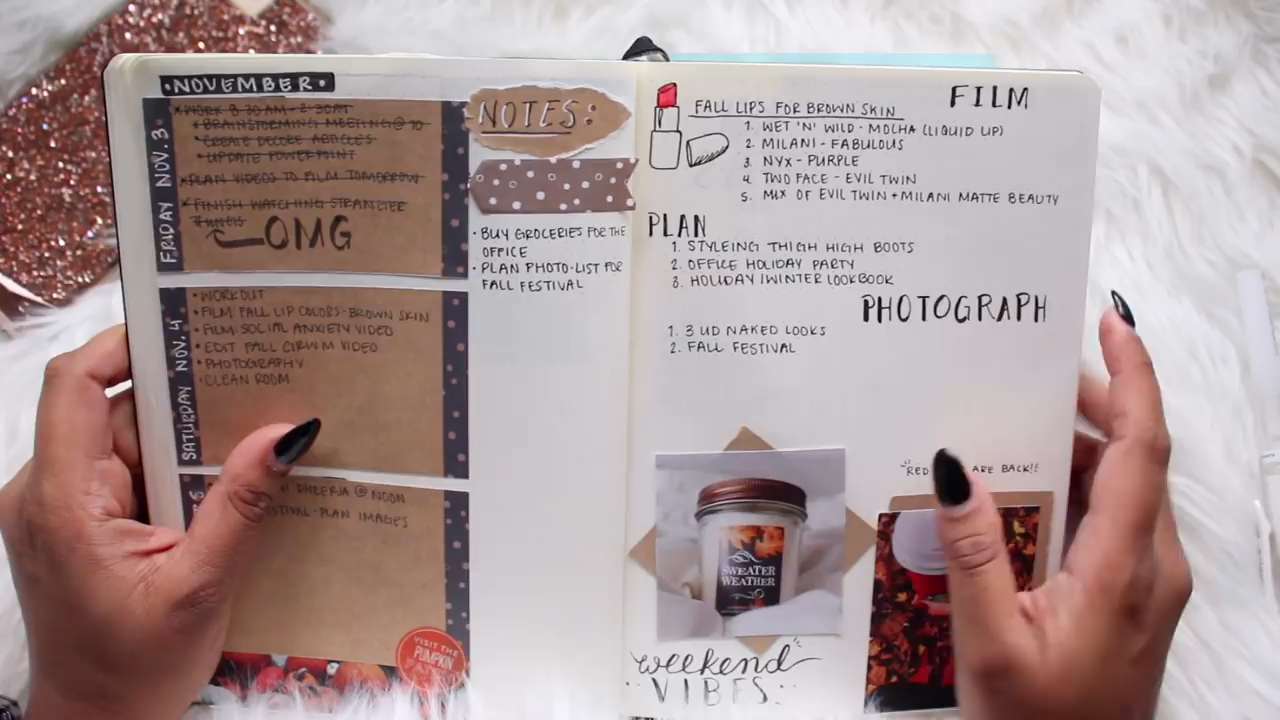 NOVEMBER
FRIDAY NOV. 3
×WORK 8:30 AM - 2:30PM
×BRAINSTORMING MEETING@ 10
CREATE DECORE ARTICLES
UPDATE POWERPOINT
×PLAN VIDEOS TO FILM TOMORROW
×FINISH WATCHING STRANGER
THINGS
OMG
SATURDAY NOV. 4
• WORKOUT
• FILM: FALL LIP COLORS - BROWN SKIN
• FILM: SOCIAL ANXIETY VIDEO
• EDIT FALL GRWM VIDEO
• PHOTOGRAPHY
• CLEAN ROOM
DHEERJA @ NOON
PLAN IMAGES
VISIT THE
PUMPKIN
PATCH
NOTES:
• BUY GROCERIES FOR THE
OFFICE
• PLAN PHOTO-LIST FOR
FALL FESTIVAL
FILM
FALL LIPS FOR BROWN SKIN
1. WET 'N' WILD - MOCHA (LIQUID LIP)
2. MILANI - FABULOUS
3. NYX - PURPLE
4. TWO FACE - EVIL TWIN
5. MIX OF EVIL TWIN + MILANI MATTE BEAUTY
PLAN
1. STYLEING THIGH HIGH BOOTS
2. OFFICE HOLIDAY PARTY
3. HOLIDAY/WINTER LOOKBOOK
PHOTOGRAPH
1. 3 UD NAKED LOOKS
2. FALL FESTIVAL
SWEATER
WEATHER
"RED ARE BACK!!
weekend
VIBES